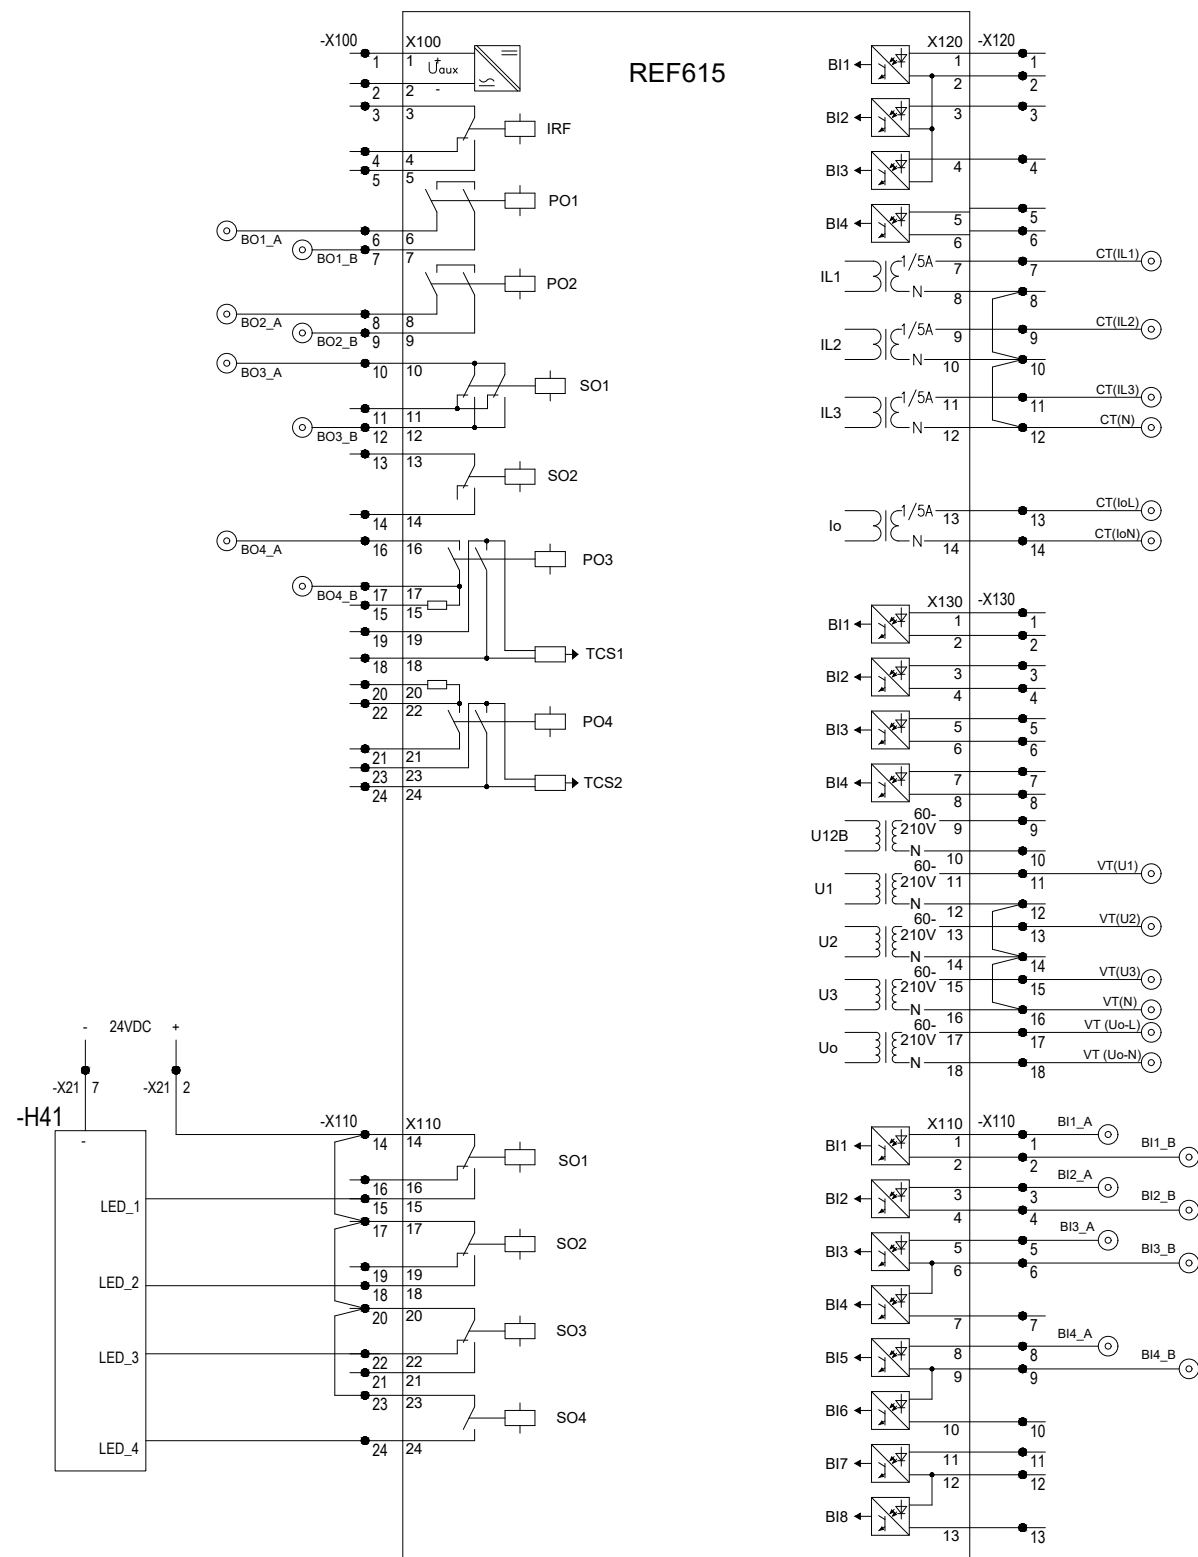 REF615
-X100 X100
1 1 U aux +
2 2 -
3 3
IRF
4 4
5 5
PO1
BO1_A 6 6
BO1_B 7 7
PO2
BO2_A 8 8
BO2_B 9 9
BO3_A 10 10
SO1
11 11
BO3_B 12 12
13 13
SO2
14 14
BO4_A 16 16
PO3
BO4_B 17 17
15 15
19 19
TCS1
18 18
20 20
22 22
PO4
21 21
23 23
TCS2
24 24
- 24VDC +
-X21 7 -X21 2
-H41
-
-X110 X110
14 14
SO1
16 16
LED_1 15 15
17 17
SO2
19 19
LED_2 18 18
20 20
SO3
LED_3 22 22
21 21
23 23
SO4
LED_4 24 24
X120 -X120
BI1 1 1
2 2
BI2 3 3
BI3 4 4
BI4 5 5
6 6
IL1 1/5A 7 7 CT(IL1)
N 8 8
IL2 1/5A 9 9 CT(IL2)
N 10 10
IL3 1/5A 11 11 CT(IL3)
N 12 12 CT(N)
Io 1/5A 13 13 CT(IoL)
N 14 14 CT(IoN)
X130 -X130
BI1 1 1
2 2
BI2 3 3
4 4
BI3 5 5
6 6
BI4 7 7
8 8
U12B 60-210V 9 9
N 10 10
U1 60-210V 11 11 VT(U1)
N 12 12
U2 60-210V 13 13 VT(U2)
N 14 14
U3 60-210V 15 15 VT(U3)
N 16 16 VT(N)
Uo 60-210V 17 17 VT (Uo-L)
N 18 18 VT (Uo-N)
X110 -X110
BI1 1 1 BI1_A
2 2 BI1_B
BI2 3 3 BI2_A
4 4 BI2_B
BI3 5 5 BI3_A
6 6 BI3_B
BI4 7 7
BI5 8 8 BI4_A
9 9 BI4_B
BI6 10 10
BI7 11 11
12 12
BI8 13 13